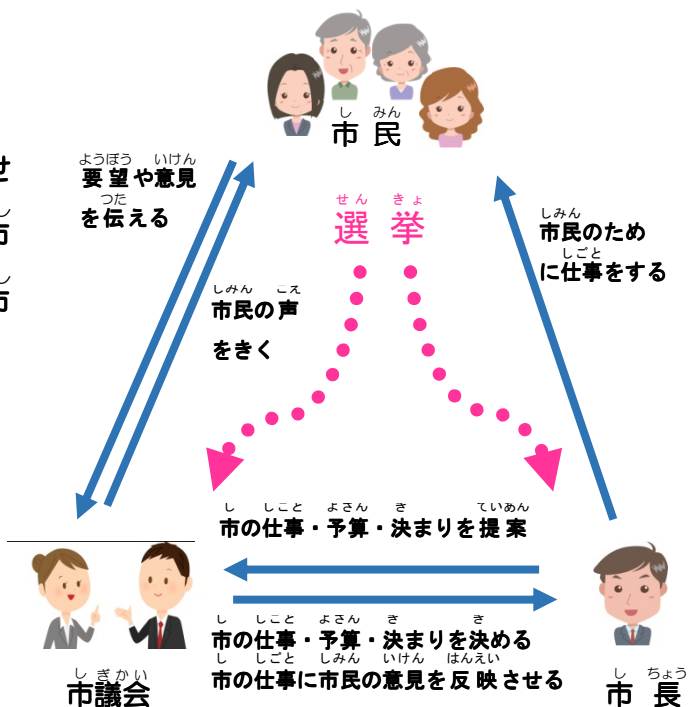 市民
要望や意見
を伝える
選挙
市民のため
に仕事をする
市民の声
をきく
市の仕事・予算・決まりを提案
市の仕事・予算・決まりを決める
市の仕事に市民の意見を反映させる
市議会
市長